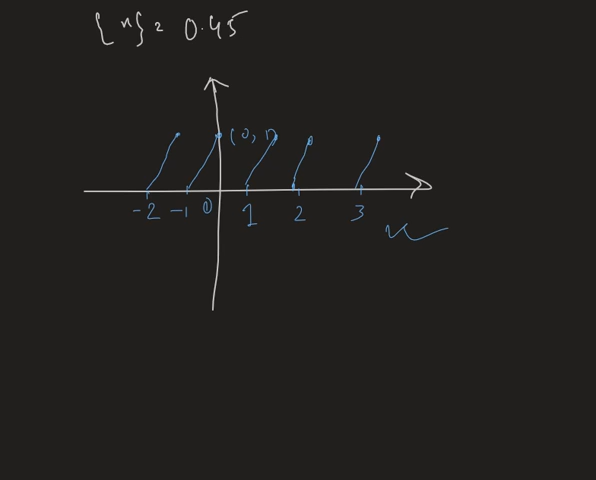 {x} = 0.45
(0, 1)
-2 -1 0 1 2 3
x